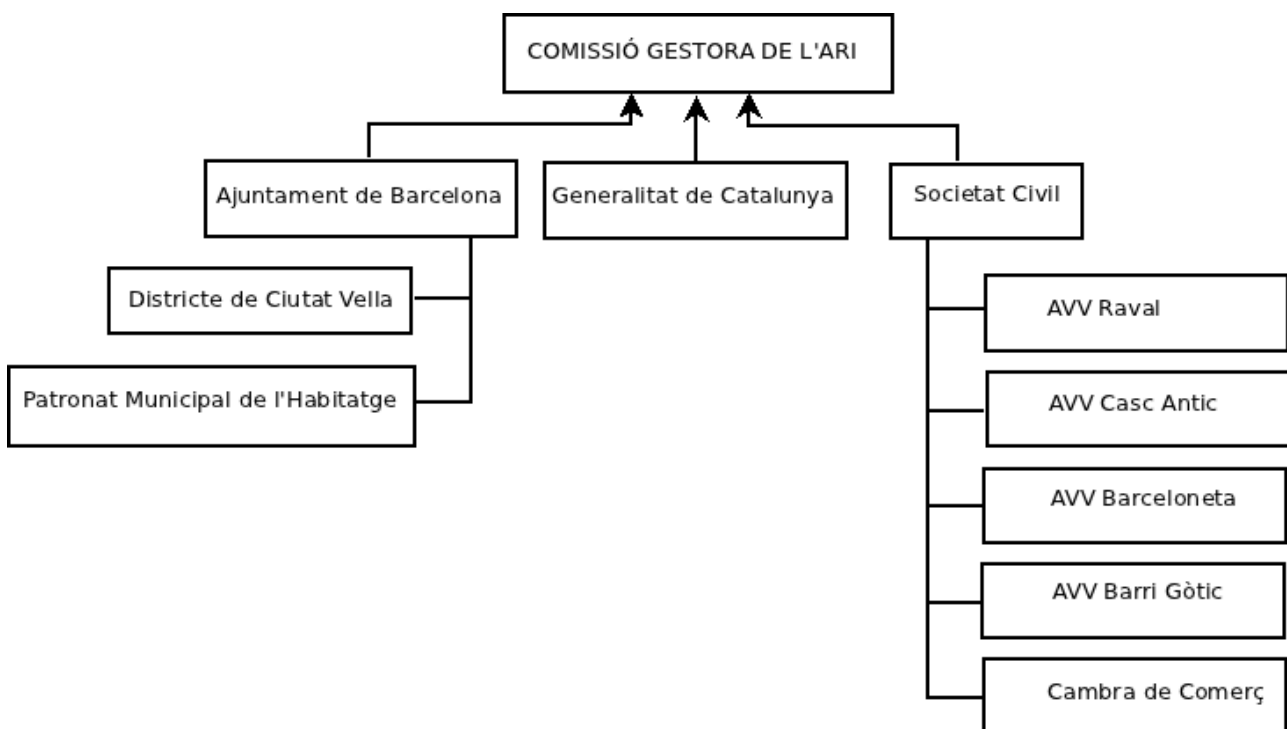 COMISSIÓ GESTORA DE L'ARI
Ajuntament de Barcelona
Generalitat de Catalunya
Societat Civil
Districte de Ciutat Vella
Patronat Municipal de l'Habitatge
AVV Raval
AVV Casc Antic
AVV Barceloneta
AVV Barri Gòtic
Cambra de Comerç